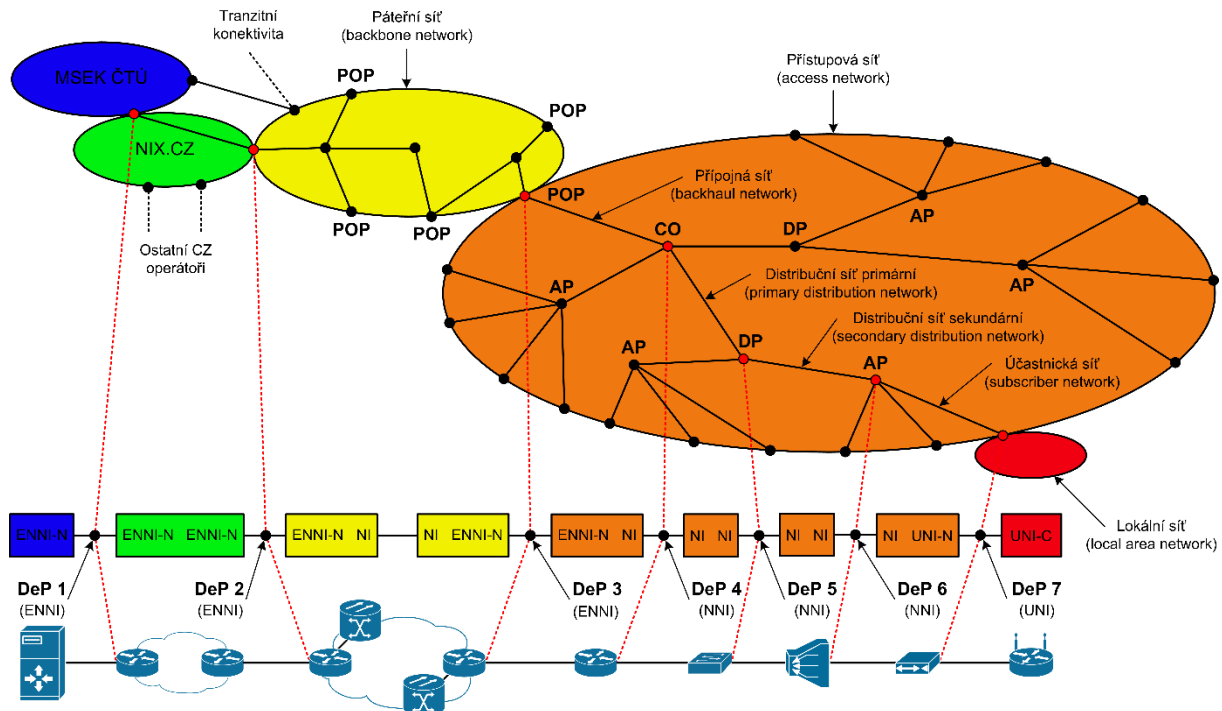 Tranzitní
konektivita
Páteřní síť
(backbone network)
Přístupová síť
(access network)
MSEK ČTÚ
POP
POP
NIX.CZ
POP
POP
POP
Přípojná síť
(backhaul network)
AP
CO
DP
Ostatní CZ
operátoři
AP
Distribuční síť primární
(primary distribution network)
AP
Distribuční síť sekundární
(secondary distribution network)
AP
DP
AP
Účastnická síť
(subscriber network)
Lokální síť
(local area network)
ENNI-N
ENNI-N ENNI-N
ENNI-N NI
NI ENNI-N
ENNI-N NI
NI NI
NI NI
NI UNI-N
UNI-C
DeP 1
(ENNI)
DeP 2
(ENNI)
DeP 3
(ENNI)
DeP 4
(NNI)
DeP 5
(NNI)
DeP 6
(NNI)
DeP 7
(UNI)